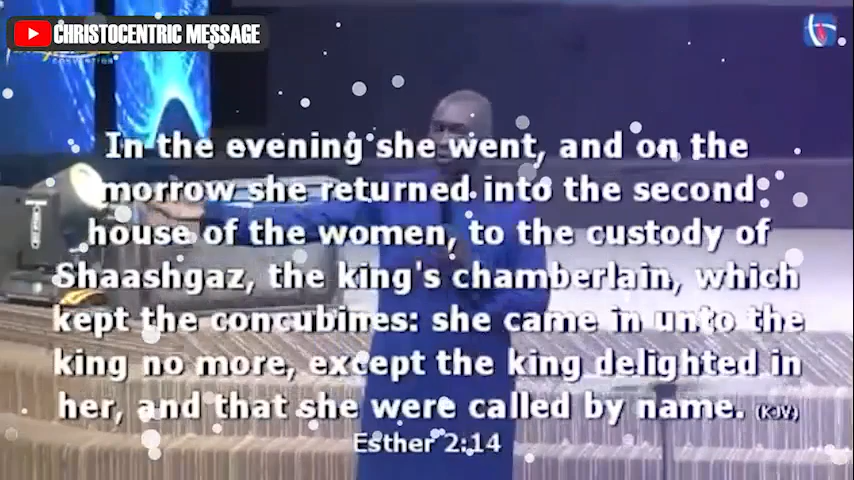 CHRISTOCENTRIC MESSAGE
CONVENTION
In the evening she went, and on the
morrow she returned into the second
house of the women, to the custody of
Shaashgaz, the king's chamberlain, which
kept the concubines: she came in unto the
king no more, except the king delighted in
her, and that she were called by name. (KJV)
Esther 2:14